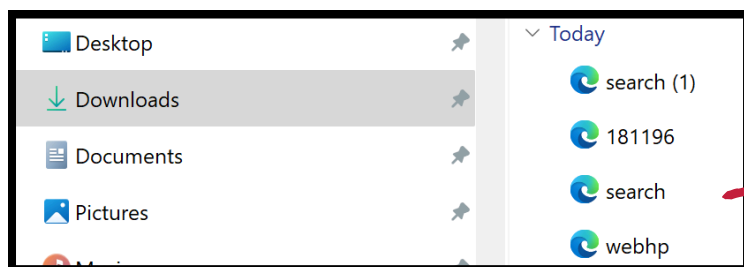 Desktop
Downloads
Documents
Pictures
Today
search (1)
181196
search
webhp